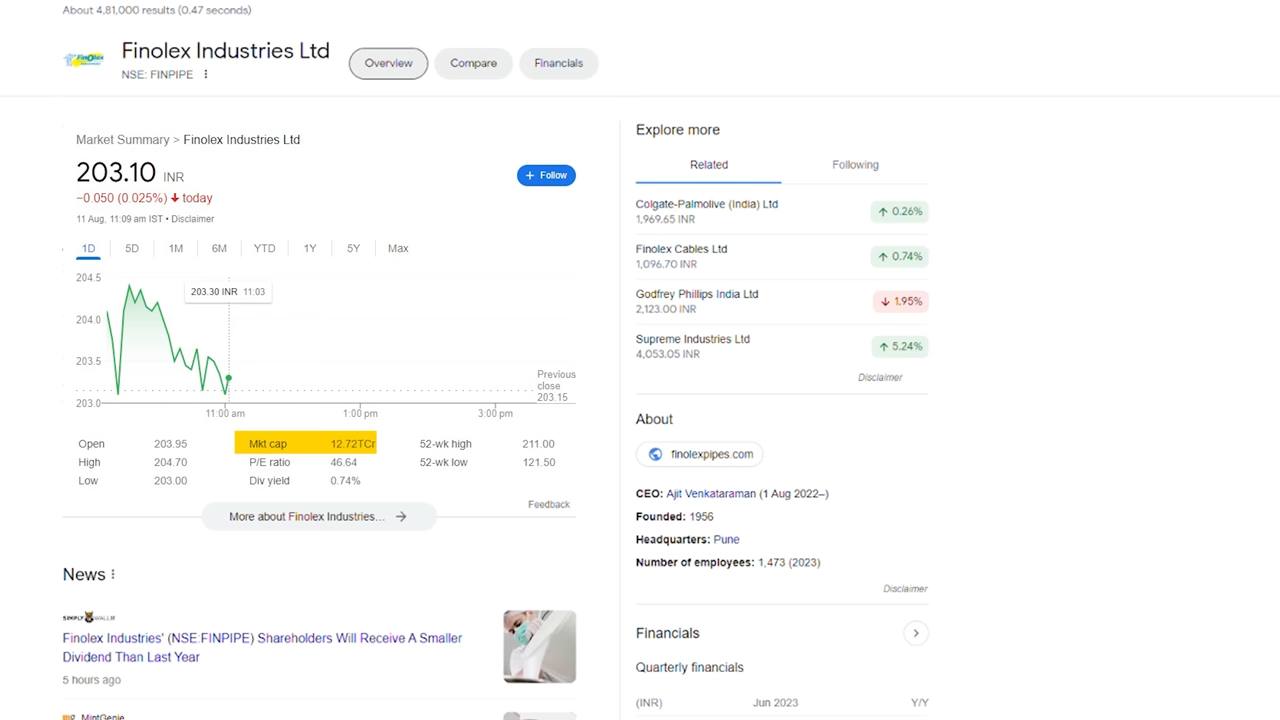 About 4,81,000 results (0.47 seconds)
Finolex
Finolex Industries Ltd
NSE: FINPIPE
Overview
Compare
Financials
Market Summary > Finolex Industries Ltd
203.10 INR
+ Follow
−0.050 (0.025%) today
11 Aug, 11:09 am IST • Disclaimer
1D 5D 1M 6M YTD 1Y 5Y Max
204.5
204.0
203.5
203.0
203.30 INR 11:03
Previous
close
203.15
11:00 am 1:00 pm 3:00 pm
Open 203.95 Mkt cap 12.72TCr 52-wk high 211.00
High 204.70 P/E ratio 46.64 52-wk low 121.50
Low 203.00 Div yield 0.74%
Feedback
More about Finolex Industries...
News
SIMPLY WALL ST
Finolex Industries' (NSE:FINPIPE) Shareholders Will Receive A Smaller
Dividend Than Last Year
5 hours ago
MintGenie
Explore more
Related Following
Colgate-Palmolive (India) Ltd
1,969.65 INR
0.26%
Finolex Cables Ltd
1,096.70 INR
0.74%
Godfrey Phillips India Ltd
2,123.00 INR
1.95%
Supreme Industries Ltd
4,053.05 INR
5.24%
Disclaimer
About
finolexpipes.com
CEO: Ajit Venkataraman (1 Aug 2022–)
Founded: 1956
Headquarters: Pune
Number of employees: 1,473 (2023)
Disclaimer
Financials
Quarterly financials
(INR) Jun 2023 Y/Y